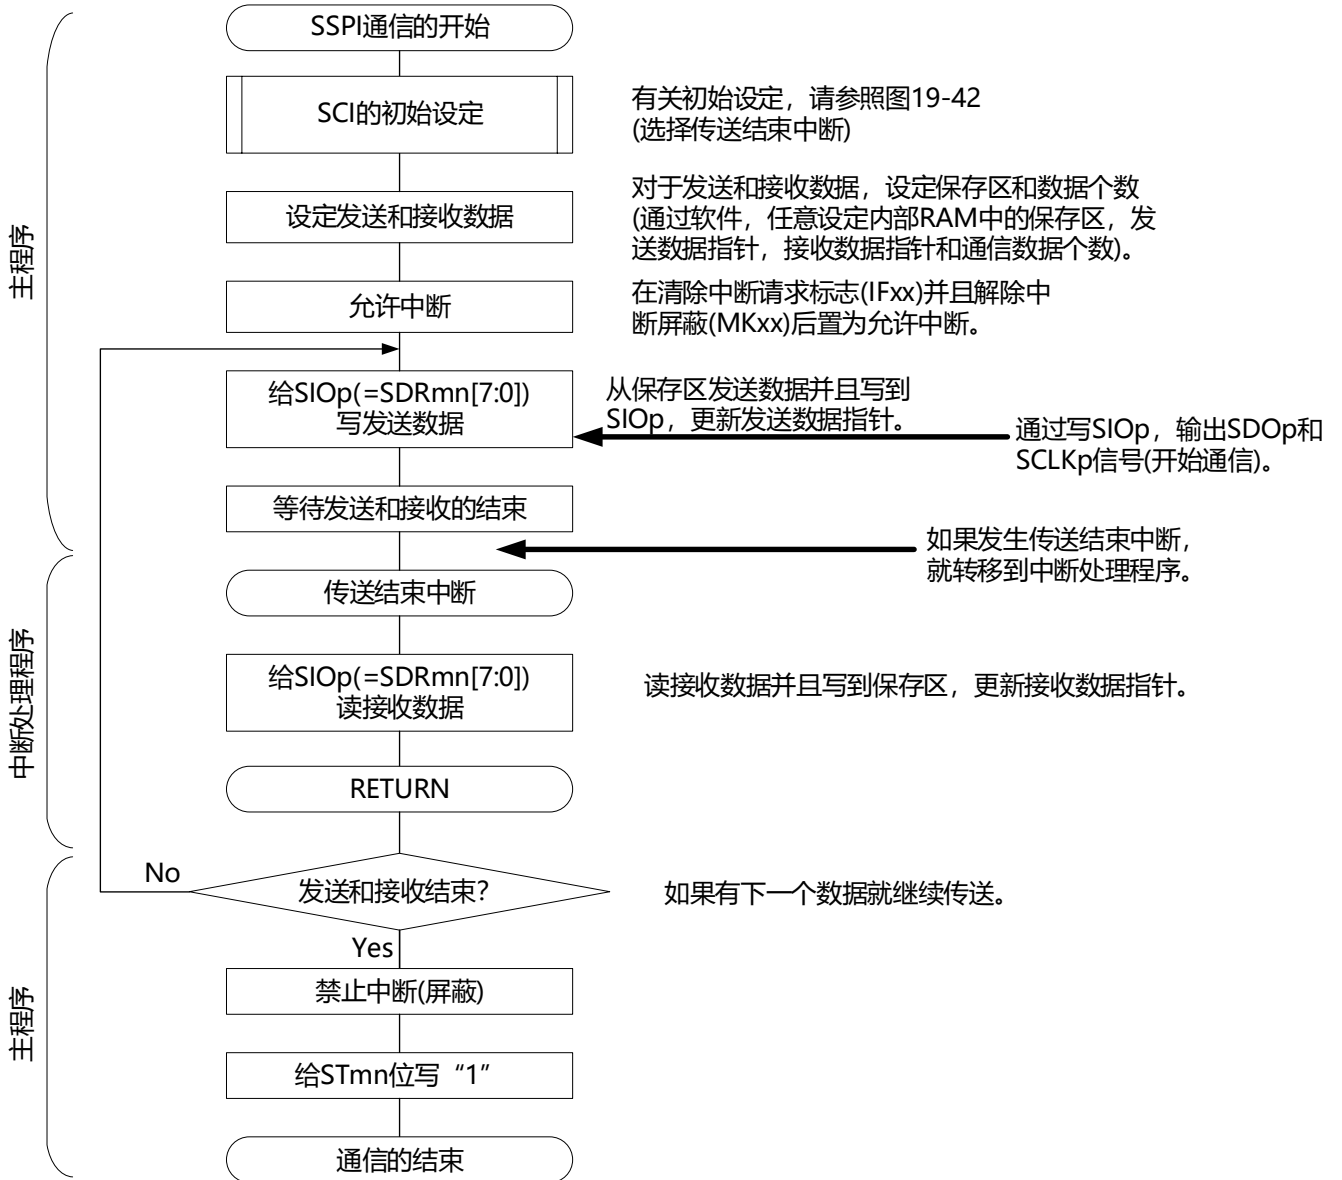 SSPI通信的开始
SCI的初始设定
有关初始设定，请参照图19-42
(选择传送结束中断)
设定发送和接收数据
对于发送和接收数据，设定保存区和数据个数
(通过软件，任意设定内部RAM中的保存区，发
送数据指针，接收数据指针和通信数据个数)。
主程序
允许中断
在清除中断请求标志(IFxx)并且解除中
断屏蔽(MKxx)后置为允许中断。
给SIOp(=SDRmn[7:0])
写发送数据
从保存区发送数据并且写到
SIOp，更新发送数据指针。
通过写SIOp，输出SDOp和
SCLKp信号(开始通信)。
等待发送和接收的结束
如果发生传送结束中断，
就转移到中断处理程序。
传送结束中断
中断处理程序
给SIOp(=SDRmn[7:0])
读接收数据
读接收数据并且写到保存区，更新接收数据指针。
RETURN
No
发送和接收结束？
如果有下一个数据就继续传送。
Yes
禁止中断(屏蔽)
主程序
给STmn位写“1”
通信的结束